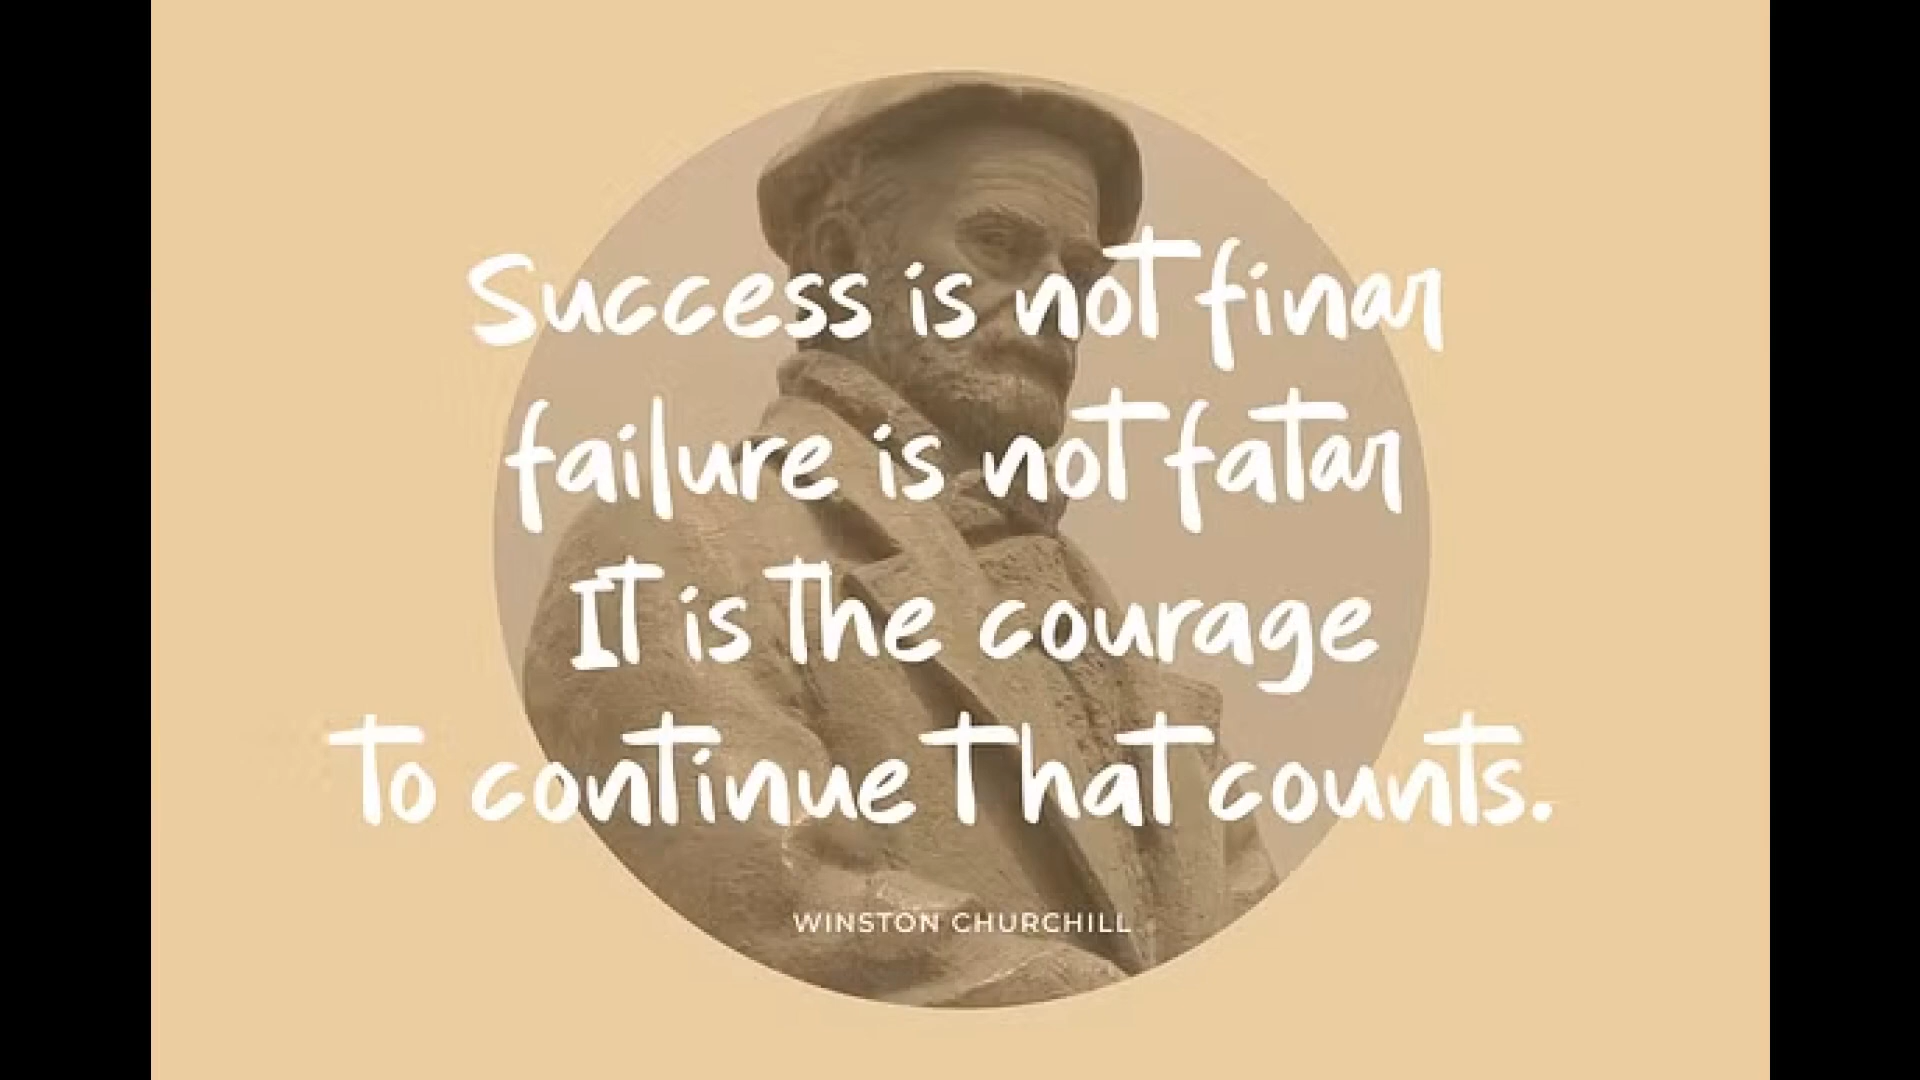 Success is not finar
failure is not fatar
It is the courage
to continue that counts.
WINSTON CHURCHILL